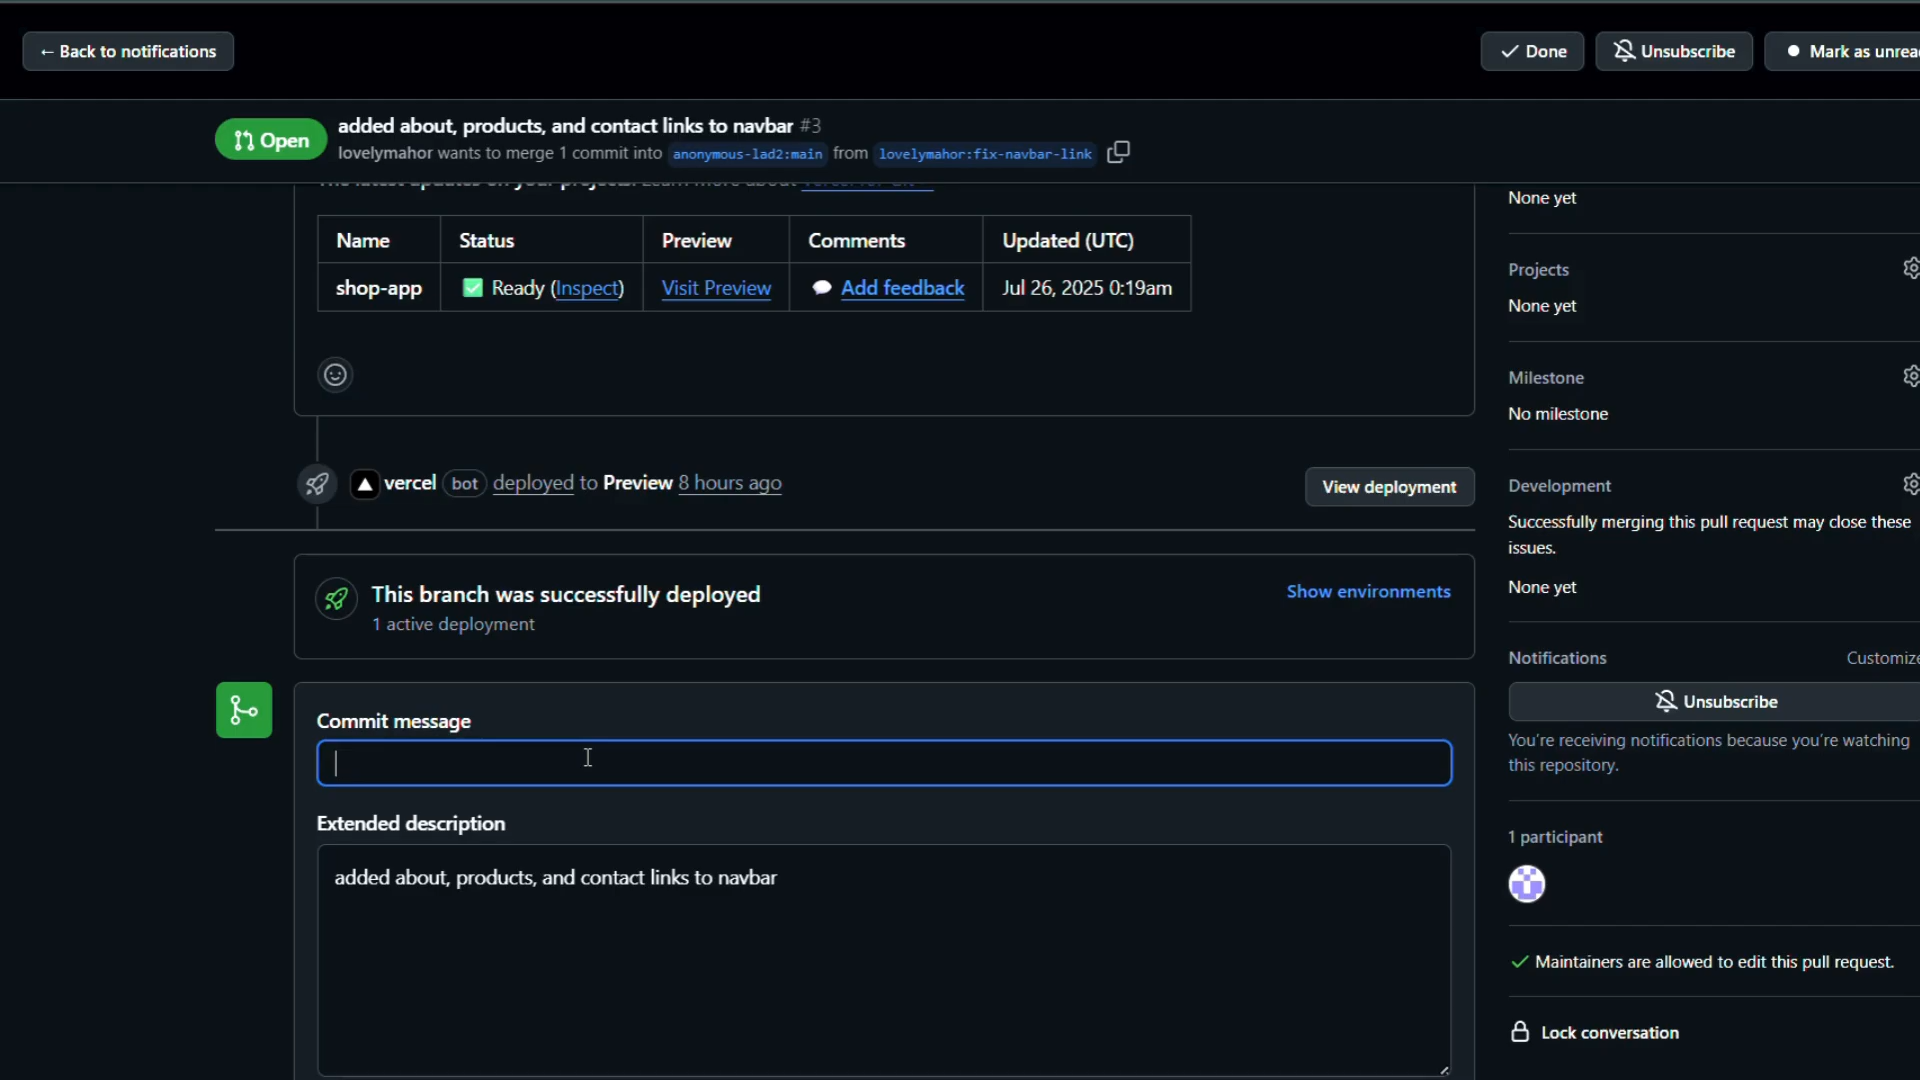 ← Back to notifications
Done
Unsubscribe
Mark as unrea
Open
added about, products, and contact links to navbar #3
lovelymahor wants to merge 1 commit into anonymous-lad2:main from lovelymahor:fix-navbar-link
Name Status Preview Comments Updated (UTC)
shop-app Ready (Inspect) Visit Preview Add feedback Jul 26, 2025 0:19am
vercel bot deployed to Preview 8 hours ago
View deployment
This branch was successfully deployed
1 active deployment
Show environments
Commit message
Extended description
added about, products, and contact links to navbar
None yet
Projects
None yet
Milestone
No milestone
Development
Successfully merging this pull request may close these
issues.
None yet
Notifications
Customize
Unsubscribe
You're receiving notifications because you're watching
this repository.
1 participant
Maintainers are allowed to edit this pull request.
Lock conversation